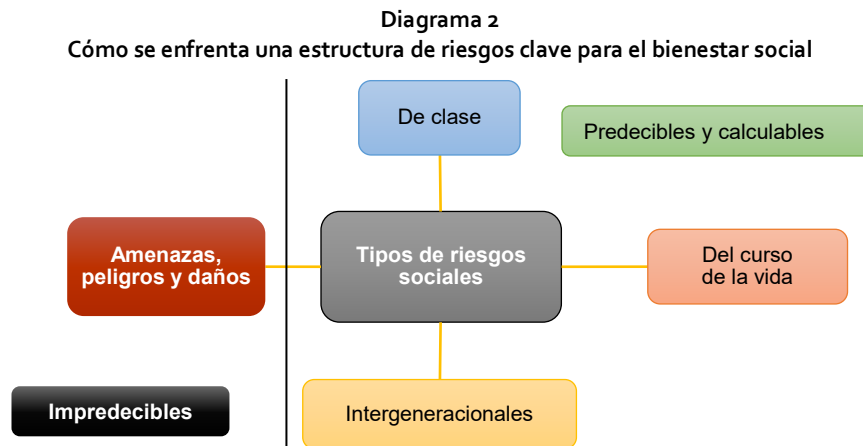 Diagrama 2
Cómo se enfrenta una estructura de riesgos clave para el bienestar social
De clase
Predecibles y calculables
Amenazas,
peligros y daños
Tipos de riesgos
sociales
Del curso
de la vida
Impredecibles
Intergeneracionales